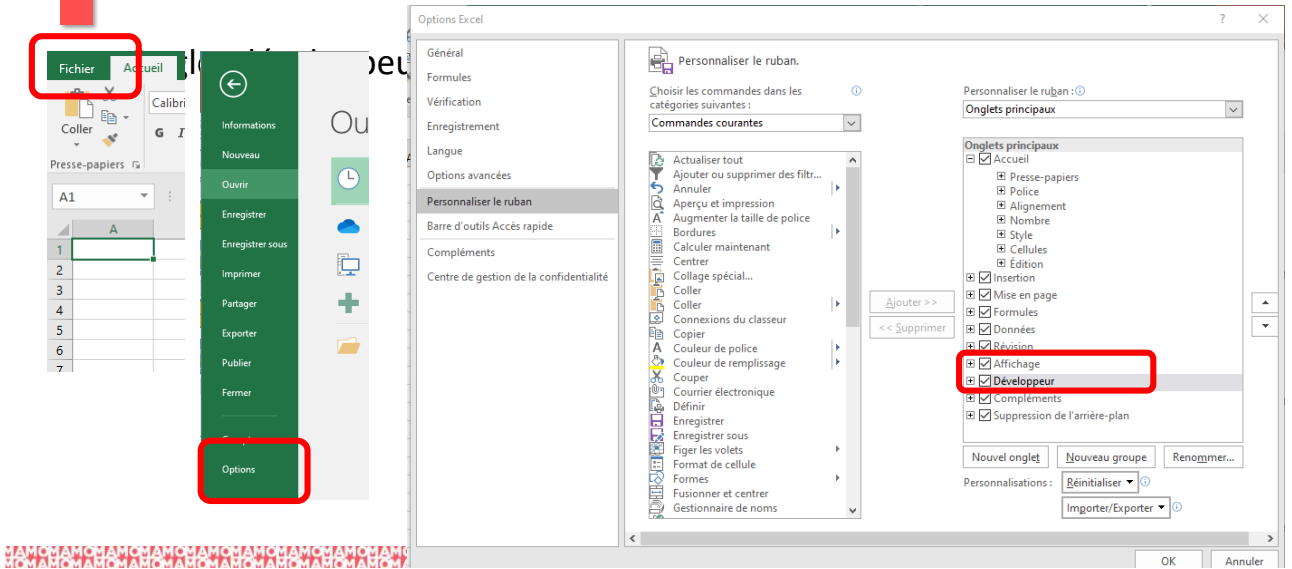 Fichier Accueil
Calibri
Coller
G I
Presse-papiers
A1
A
1
2
3
4
5
6
7
Informations
Nouveau
Ouvrir
Enregistrer
Enregistrer sous
Imprimer
Partager
Exporter
Publier
Fermer
Options
Ou
Options Excel
? ×
Général
Formules
Vérification
Enregistrement
Langue
Options avancées
Personnaliser le ruban
Barre d'outils Accès rapide
Compléments
Centre de gestion de la confidentialité
Personnaliser le ruban.
Choisir les commandes dans les
catégories suivantes :
Commandes courantes
Actualiser tout
Ajouter ou supprimer des filtr...
Annuler
Aperçu et impression
Augmenter la taille de police
Bordures
Calculer maintenant
Centrer
Collage spécial...
Coller
Coller
Connexions du classeur
Copier
Couleur de police
Couleur de remplissage
Couper
Courrier électronique
Définir
Enregistrer
Enregistrer sous
Figer les volets
Format de cellule
Formes
Fusionner et centrer
Gestionnaire de noms
Ajouter >>
<< Supprimer
Personnaliser le ruban :
Onglets principaux
Onglets principaux
Accueil
Presse-papiers
Police
Alignement
Nombre
Style
Cellules
Édition
Insertion
Mise en page
Formules
Données
Révision
Affichage
Développeur
Compléments
Suppression de l'arrière-plan
Nouvel onglet Nouveau groupe Renommer...
Personnalisations : Réinitialiser
Importer/Exporter
OK Annuler